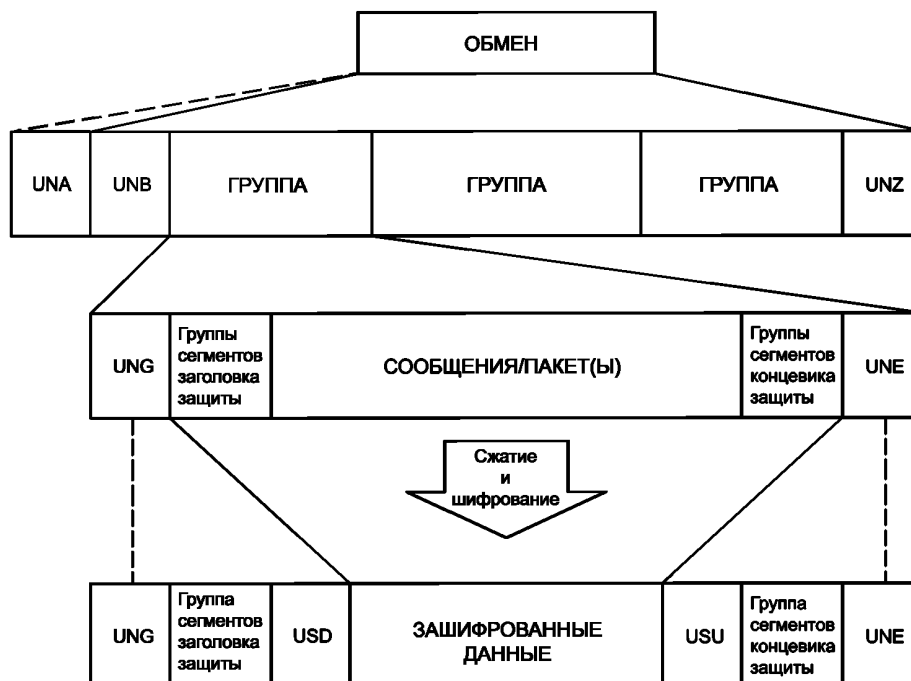 ОБМЕН
UNA
UNB
ГРУППА
ГРУППА
ГРУППА
UNZ
UNG
Группы
сегментов
заголовка
защиты
СООБЩЕНИЯ/ПАКЕТ(Ы)
Группы
сегментов
концевика
защиты
UNE
Сжатие
и
шифрование
UNG
Группа
сегментов
заголовка
защиты
USD
ЗАШИФРОВАННЫЕ
ДАННЫЕ
USU
Группа
сегментов
концевика
защиты
UNE